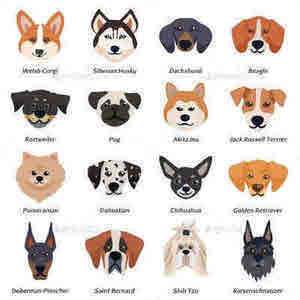 Welsh Corgi Siberian Husky Dachshund Beagle
Rottweiler Pug Akita Inu Jack Russell Terrier
Pomeranian Dalmatian Chihuahua Golden Retriever
Doberman-Pinscher Saint Bernard Shih Tzu Riesenschnauzer